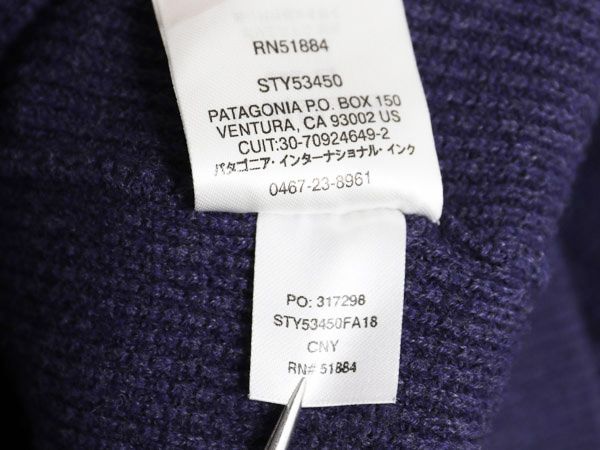 RN51884
STY53450
PATAGONIA P.O. BOX 150
VENTURA, CA 93002 US
CUIT:30-70924649-2
パタゴニア・インターナショナル・インク
0467-23-8961
PO: 317298
STY53450FA18
CNY
RN# 51884